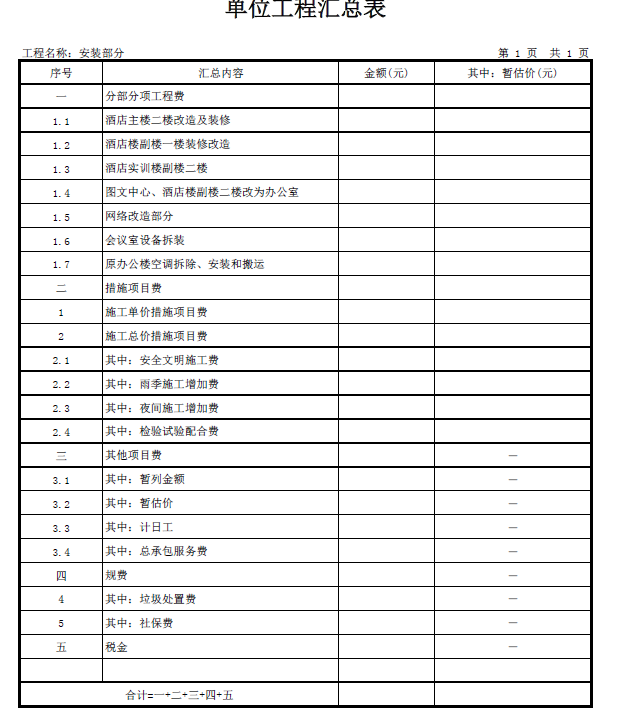 单位工程汇总表
工程名称：安装部分 第 1 页 共 1 页
序号 汇总内容 金额(元) 其中：暂估价(元)
一 分部分项工程费
1.1 酒店主楼二楼改造及装修
1.2 酒店楼副楼一楼装修改造
1.3 酒店实训楼副楼二楼
1.4 图文中心、酒店楼副楼二楼改为办公室
1.5 网络改造部分
1.6 会议室设备拆装
1.7 原办公楼空调拆除、安装和搬运
二 措施项目费
1 施工单价措施项目费
2 施工总价措施项目费
2.1 其中：安全文明施工费
2.2 其中：雨季施工增加费
2.3 其中：夜间施工增加费
2.4 其中：检验试验配合费
三 其他项目费 —
3.1 其中：暂列金额 —
3.2 其中：暂估价 —
3.3 其中：计日工 —
3.4 其中：总承包服务费 —
四 规费 —
4 其中：垃圾处置费 —
5 其中：社保费 —
五 税金 —
合计=一+二+三+四+五